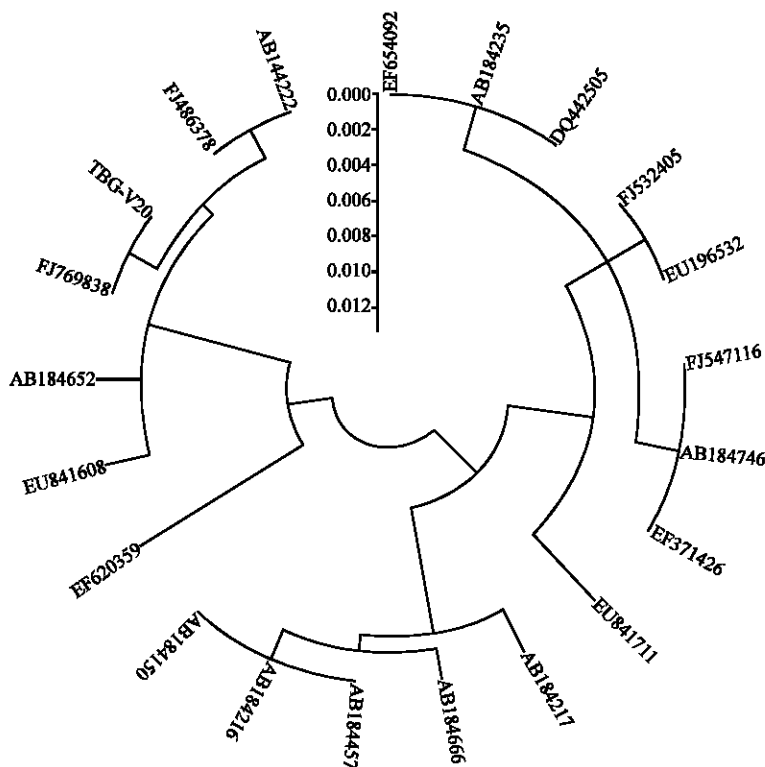 EF654092
AB184235
DQ442505
FJ532405
EU196532
FJ547116
AB184746
EF371426
EU841711
AB184217
AB184666
AB184457
AB184216
AB184150
EF620359
EU841608
AB184652
FJ769838
TBG-V20
FJ486378
AB144222
0.000
0.002
0.004
0.006
0.008
0.010
0.012